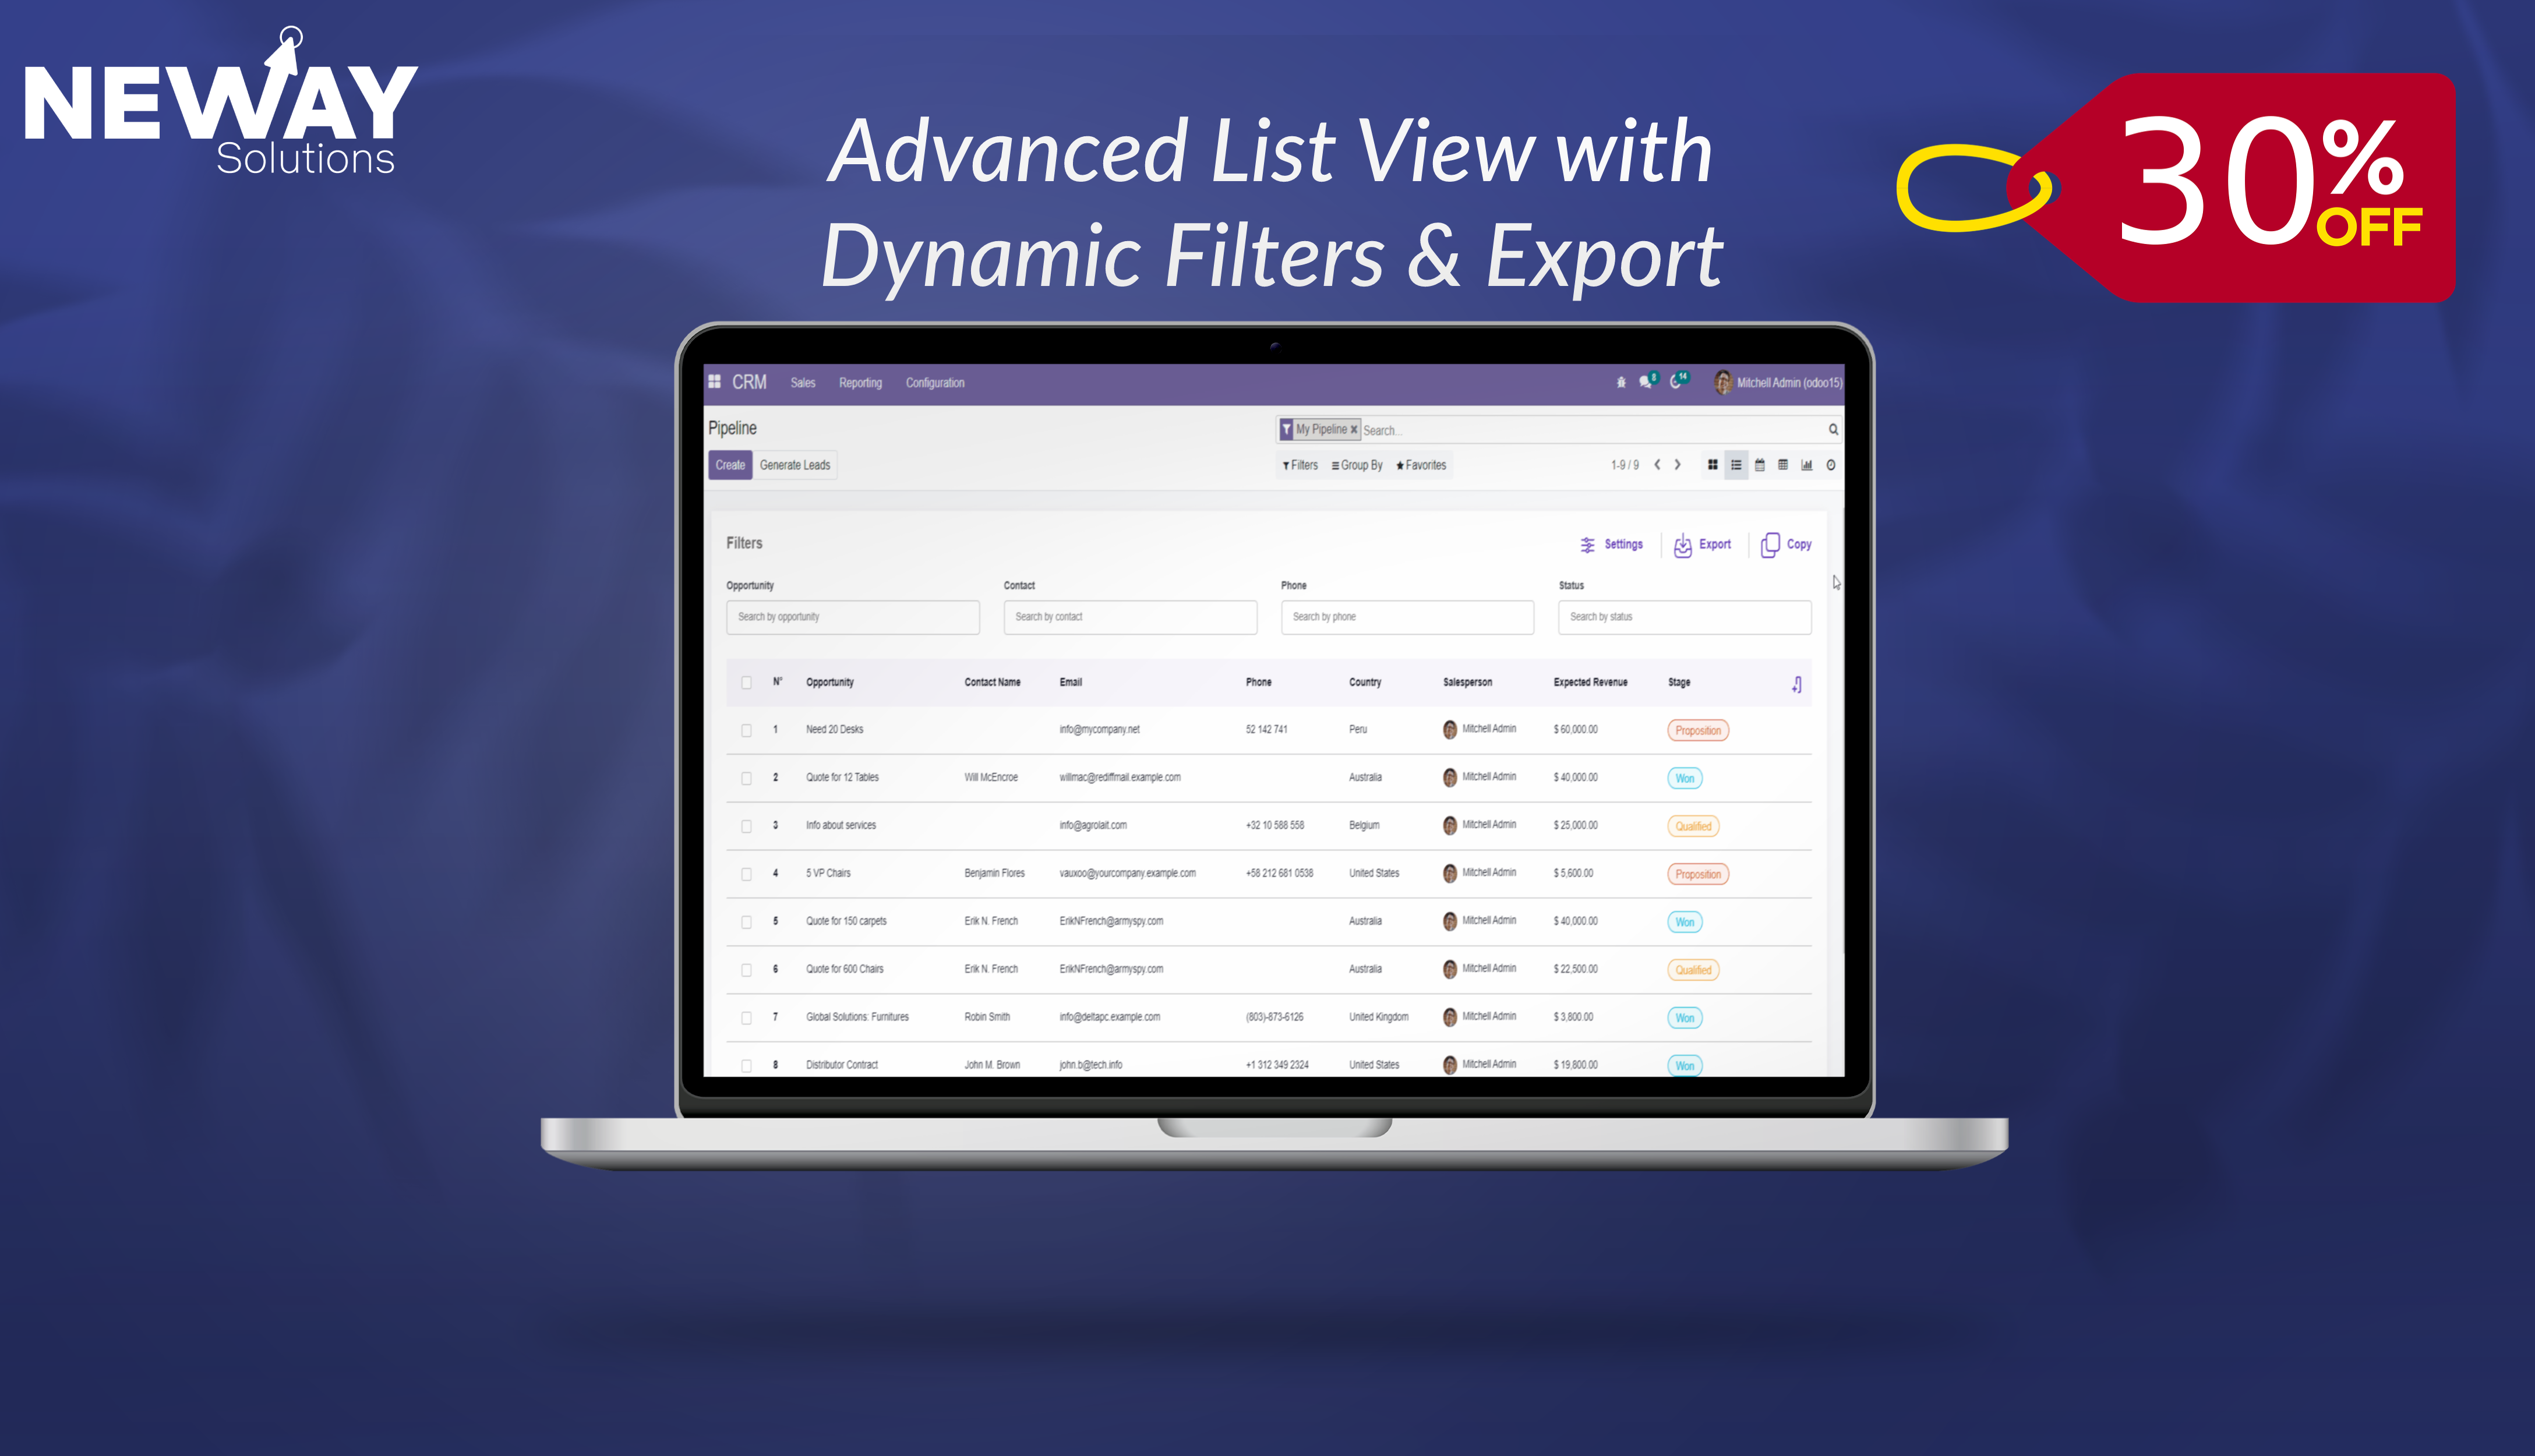 NEWAY
Solutions
Advanced List View with
Dynamic Filters & Export
30%
OFF
CRM Sales Reporting Configuration 8 14 Mitchell Admin (odoo15)
Pipeline My Pipeline × Search...
Create Generate Leads Filters Group By Favorites 1-9 / 9
Filters Settings Export Copy
Opportunity Contact Phone Status
Search by opportunity Search by contact Search by phone Search by status
N° Opportunity Contact Name Email Phone Country Salesperson Expected Revenue Stage
1 Need 20 Desks info@mycompany.net 52 142 741 Peru Mitchell Admin $ 60,000.00 Proposition
2 Quote for 12 Tables Will McEncroe willmac@rediffmail.example.com Australia Mitchell Admin $ 40,000.00 Won
3 Info about services info@agrolait.com +32 10 588 558 Belgium Mitchell Admin $ 25,000.00 Qualified
4 5 VP Chairs Benjamin Flores vauxoo@yourcompany.example.com +58 212 681 0538 United States Mitchell Admin $ 5,600.00 Proposition
5 Quote for 150 carpets Erik N. French ErikNFrench@armyspy.com Australia Mitchell Admin $ 40,000.00 Won
6 Quote for 600 Chairs Erik N. French ErikNFrench@armyspy.com Australia Mitchell Admin $ 22,500.00 Qualified
7 Global Solutions: Furnitures Robin Smith info@deltapc.example.com (803)-873-6126 United Kingdom Mitchell Admin $ 3,800.00 Won
8 Distributor Contract John M. Brown john.b@tech.info +1 312 349 2324 United States Mitchell Admin $ 19,800.00 Won